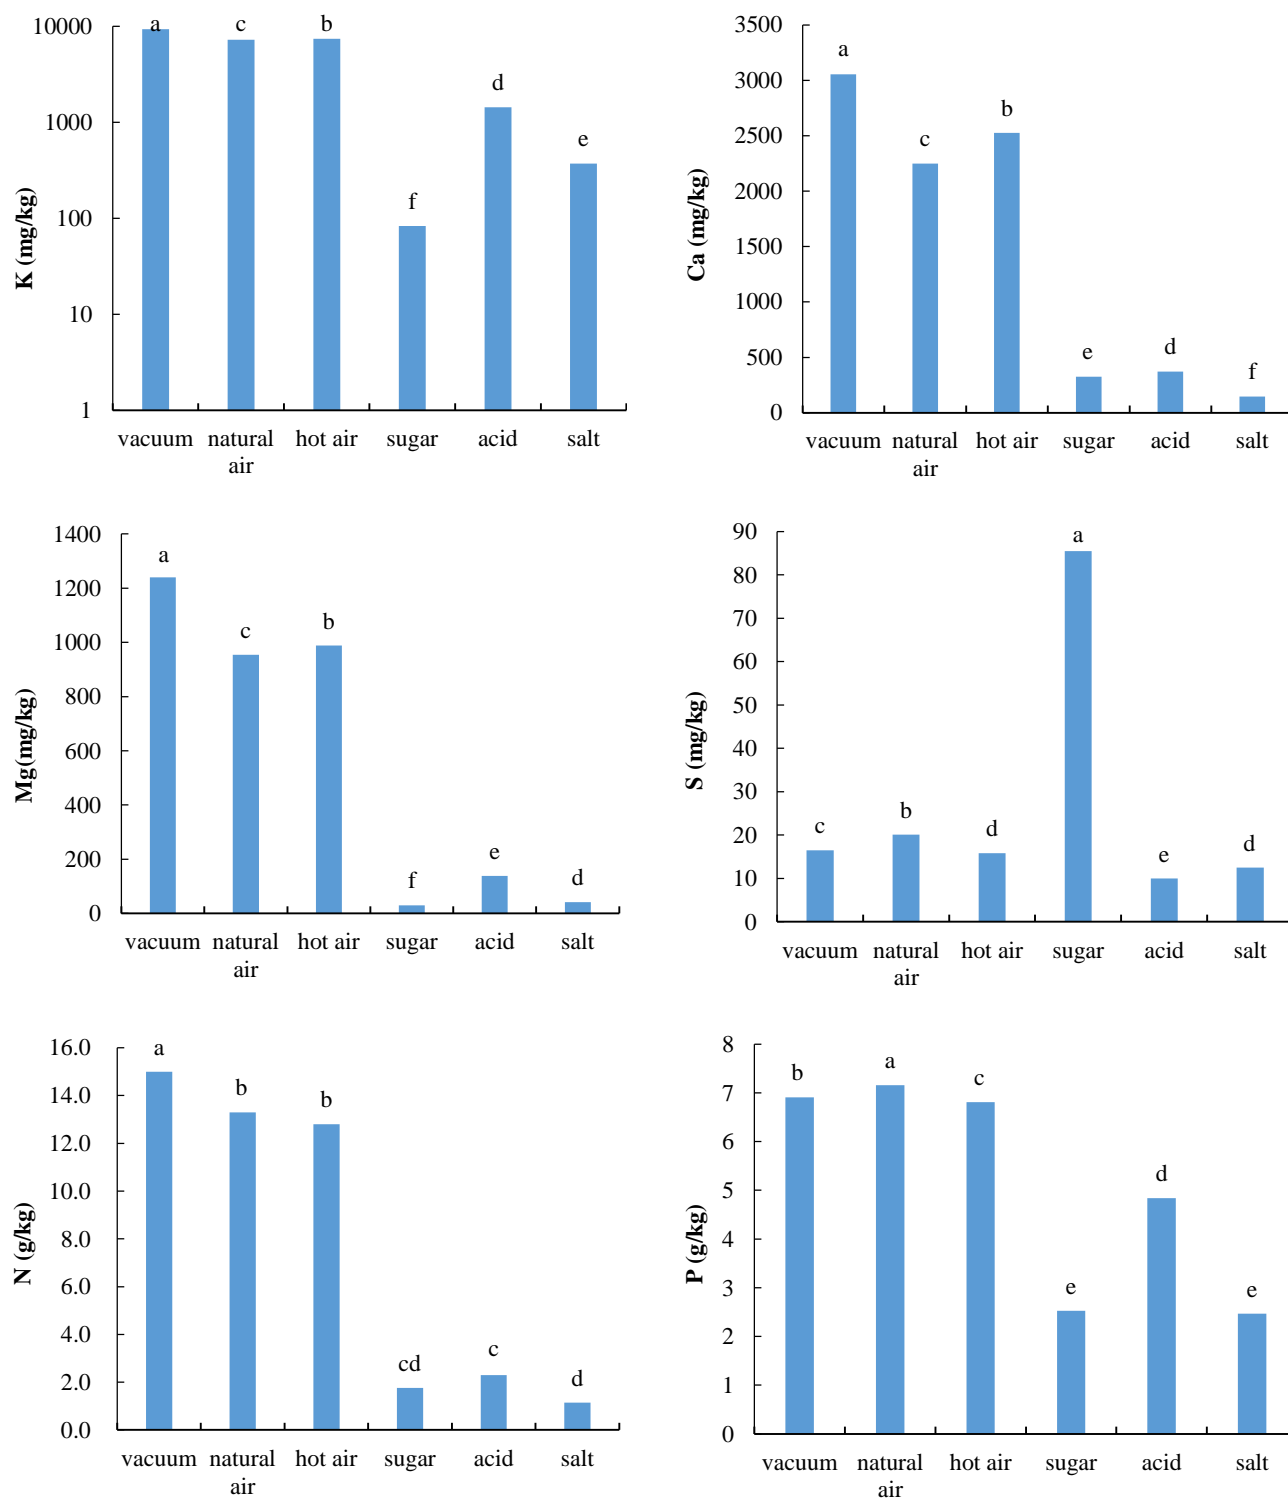 K (mg/kg)
10000
1000
100
10
1
a c b f d e
vacuum natural air hot air sugar acid salt
Ca (mg/kg)
3500
3000
2500
2000
1500
1000
500
0
a c b e d f
vacuum natural air hot air sugar acid salt
Mg(mg/kg)
1400
1200
1000
800
600
400
200
0
a c b f e d
vacuum natural air hot air sugar acid salt
S (mg/kg)
90
80
70
60
50
40
30
20
10
0
c b d a e d
vacuum natural air hot air sugar acid salt
N (g/kg)
16.0
14.0
12.0
10.0
8.0
6.0
4.0
2.0
0.0
a b b cd c d
vacuum natural air hot air sugar acid salt
P (g/kg)
8
7
6
5
4
3
2
1
0
b a c e d e
vacuum natural air hot air sugar acid salt